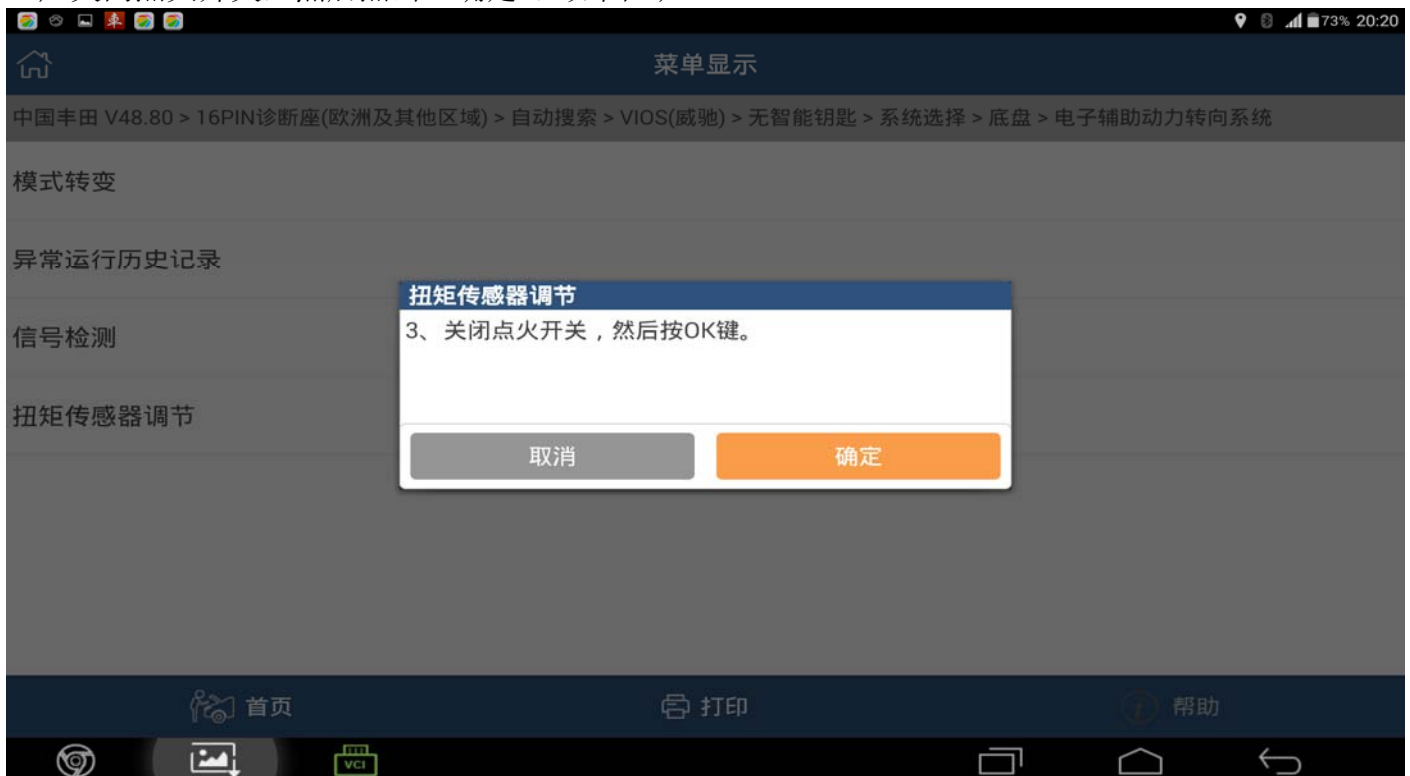 73% 20:20
菜单显示
中国丰田 V48.80 > 16PIN诊断座(欧洲及其他区域) > 自动搜索 > VIOS(威驰) > 无智能钥匙 > 系统选择 > 底盘 > 电子辅助动力转向系统
模式转变
异常运行历史记录
扭矩传感器调节
3、关闭点火开关，然后按OK键。
信号检测
扭矩传感器调节
取消
确定
首页
打印
帮助
VCI